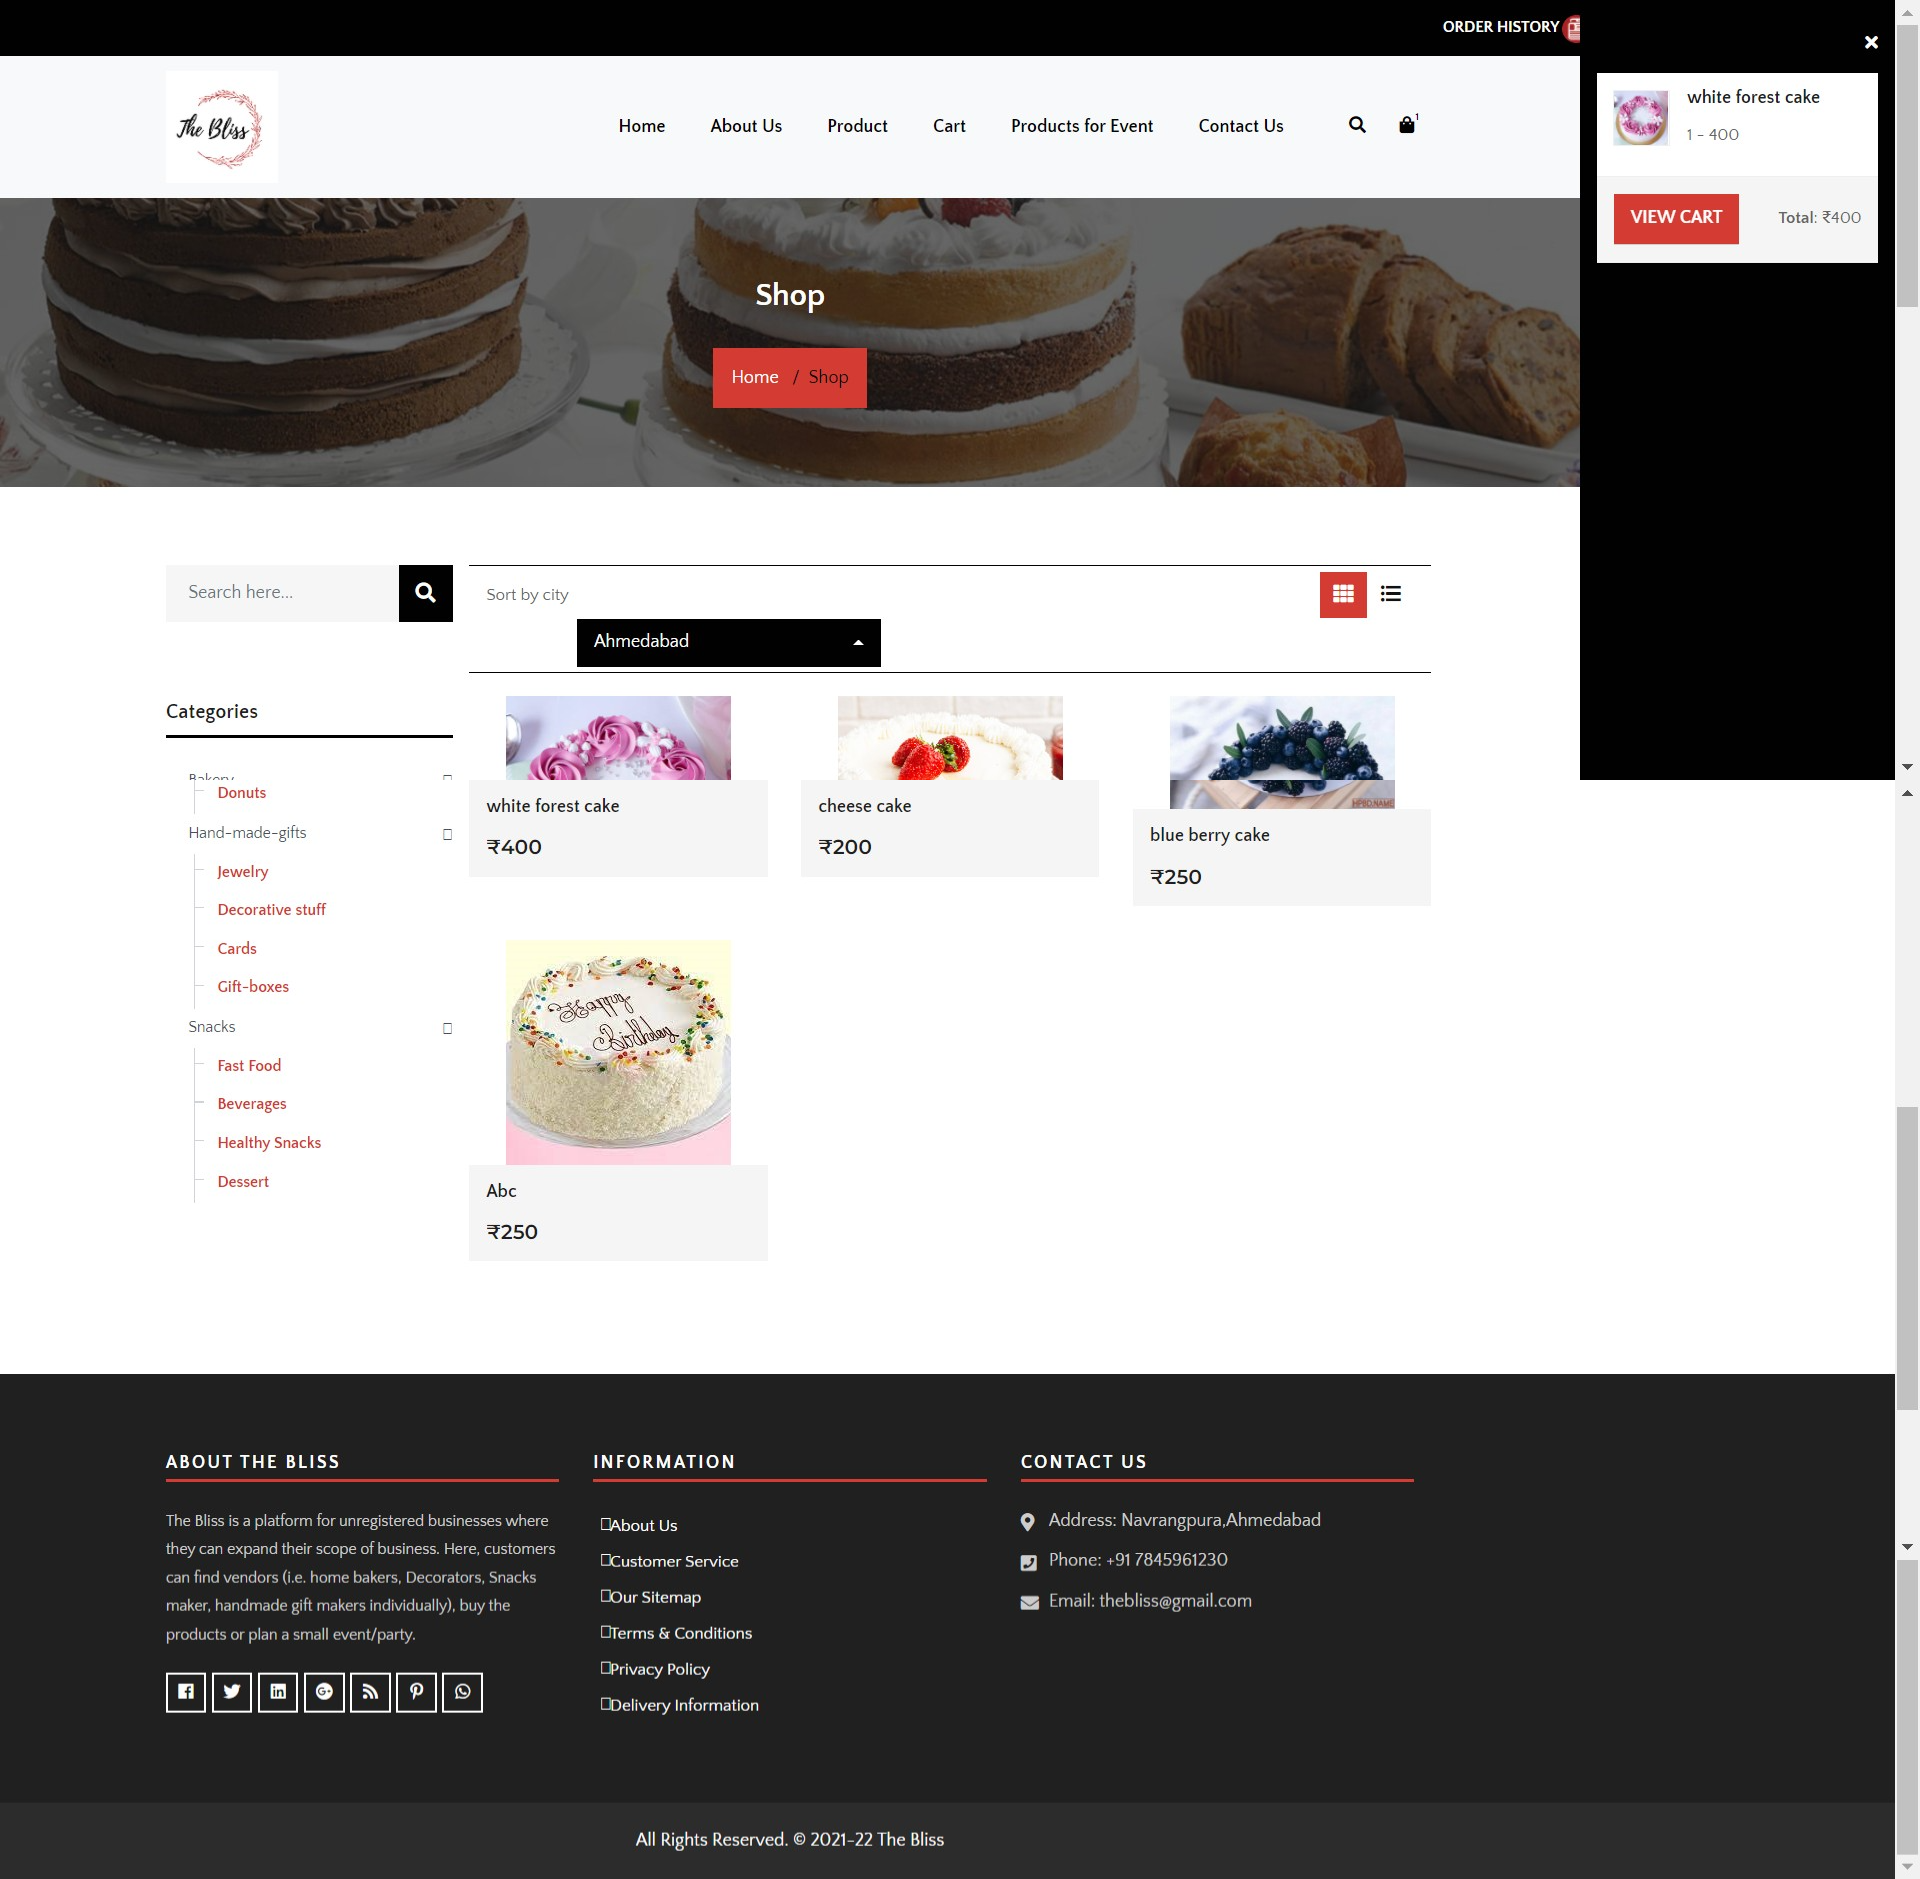 ORDER HISTORY
The Bliss
Home
About Us
Product
Cart
Products for Event
Contact Us
1
white forest cake
1 - 400
VIEW CART
Total: ₹400
Shop
Home / Shop
Search here...
Sort by city
Ahmedabad
Categories
Bakery
Donuts
Hand-made-gifts
Jewelry
Decorative stuff
Cards
Gift-boxes
Snacks
Fast Food
Beverages
Healthy Snacks
Dessert
white forest cake
₹400
cheese cake
₹200
HPBD.NAME
blue berry cake
₹250
Happy
Birthday
Abc
₹250
ABOUT THE BLISS
The Bliss is a platform for unregistered businesses where
they can expand their scope of business. Here, customers
can find vendors (i.e. home bakers, Decorators, Snacks
maker, handmade gift makers individually), buy the
products or plan a small event/party.
INFORMATION
About Us
Customer Service
Our Sitemap
Terms & Conditions
Privacy Policy
Delivery Information
CONTACT US
Address: Navrangpura,Ahmedabad
Phone: +91 7845961230
Email: thebliss@gmail.com
All Rights Reserved. © 2021-22 The Bliss